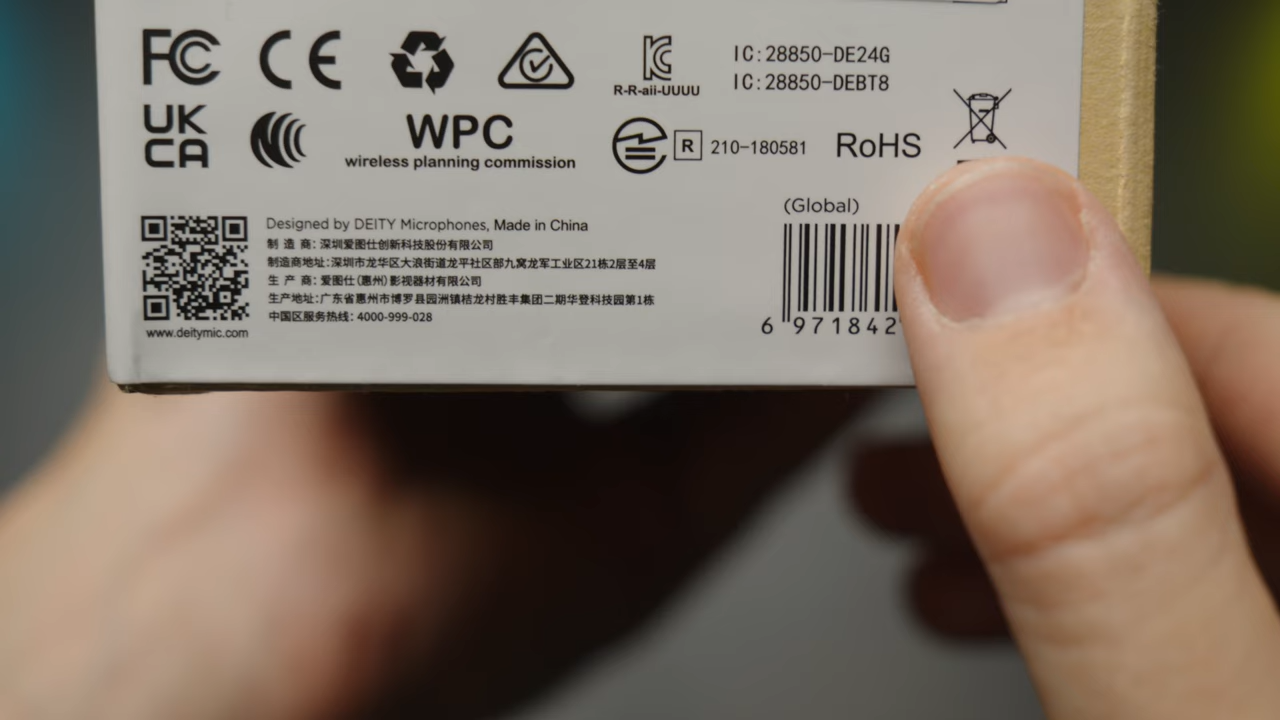 FC CE
IC:28850-DE24G
IC:28850-DEBT8
R-R-aii-UUUU
UK
CA
WPC
wireless planning commission
R 210-180581 RoHS
(Global)
Designed by DEITY Microphones, Made in China
制 造 商: 深圳爱图仕创新科技股份有限公司
制造商地址: 深圳市龙华区大浪街道龙平社区部九窝龙军工业区21栋2层至4层
生 产 商: 爱图仕(惠州)影视器材有限公司
生产地址: 广东省惠州市博罗县园洲镇桔龙村胜丰集团二期华登科技园第1栋
中国区服务热线: 4000-999-028
www.deitymic.com
6 971842